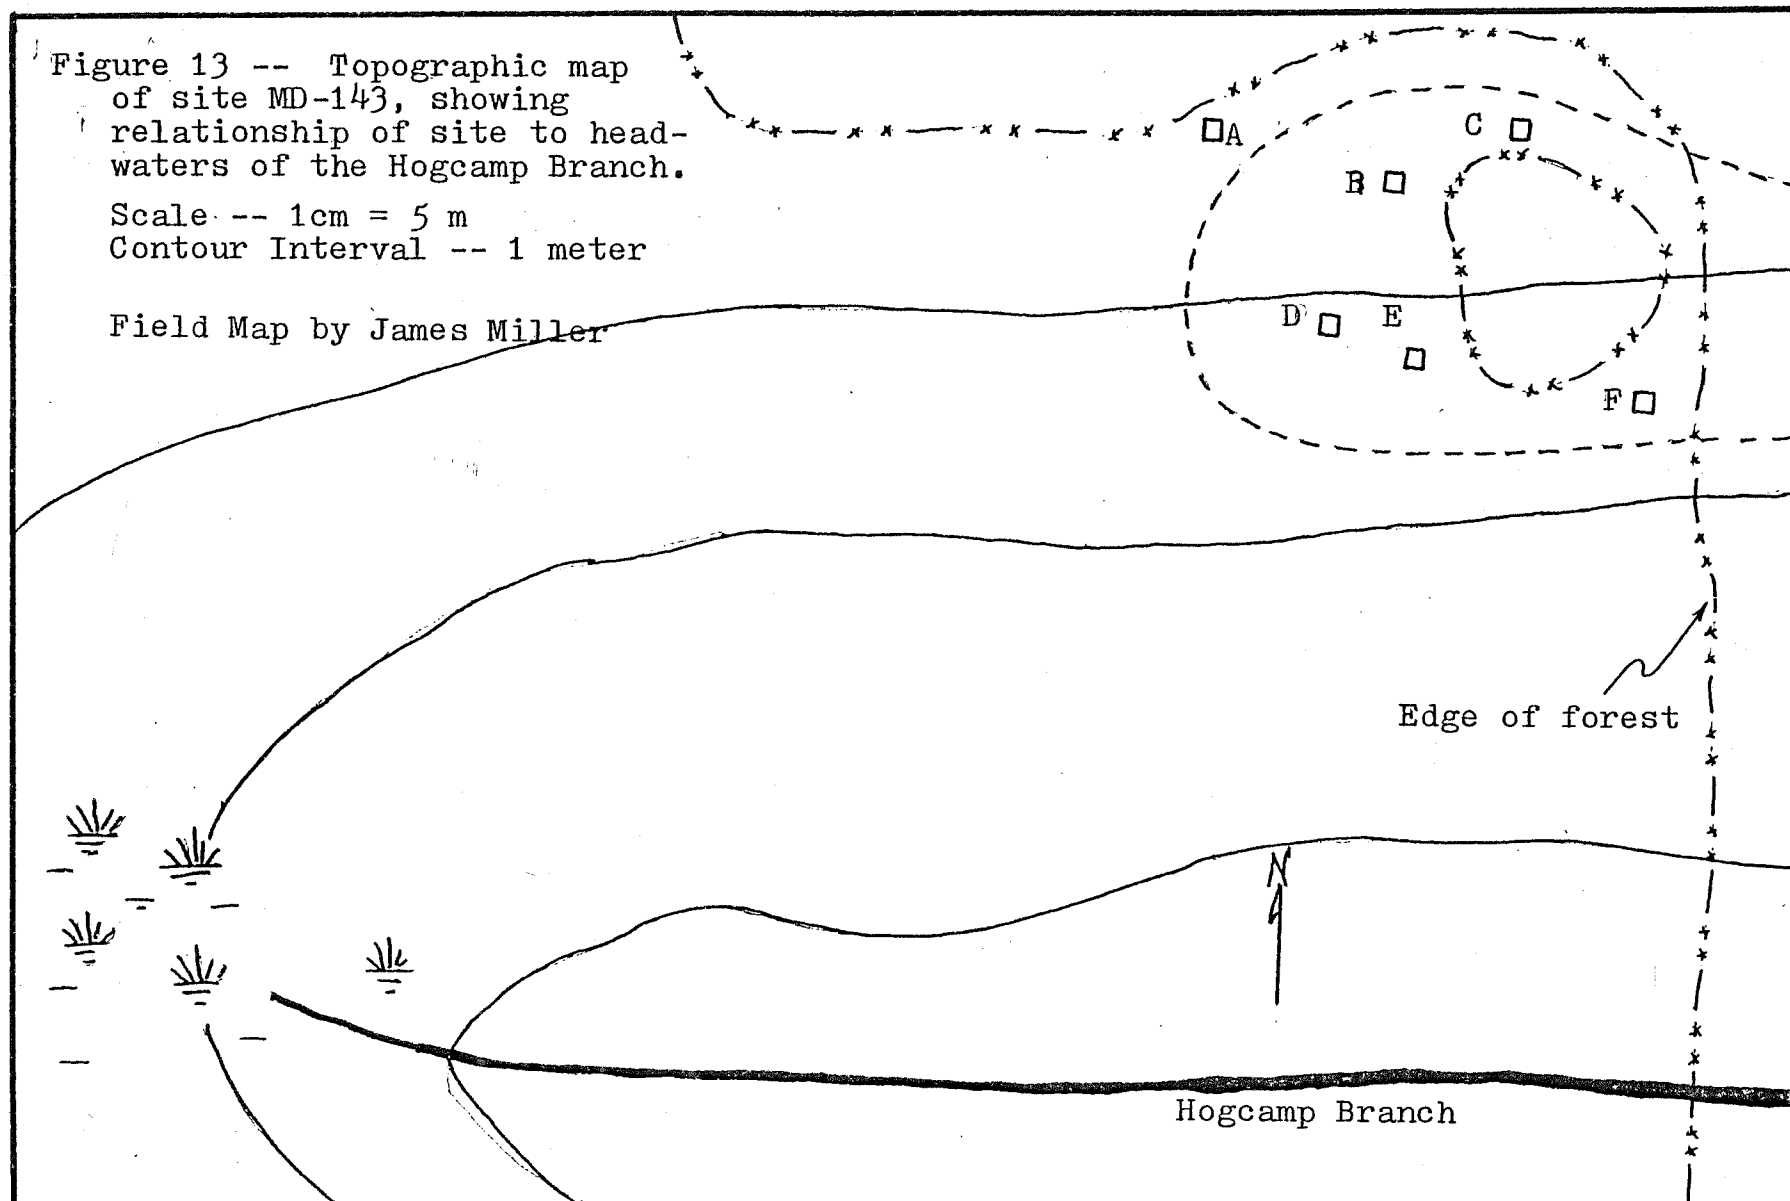 Figure 13 -- Topographic map
of site MD-143, showing
relationship of site to head-
waters of the Hogcamp Branch.
Scale -- 1cm = 5 m
Contour Interval -- 1 meter
Field Map by James Miller
A
C
B
D
E
F
Edge of forest
N
Hogcamp Branch